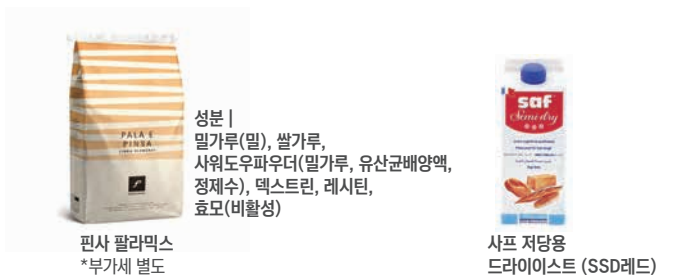 PALA E
PINSA
성분 |
밀가루(밀), 쌀가루,
사워도우파우더(밀가루, 유산균배양액,
정제수), 덱스트린, 레시틴,
효모(비활성)
핀사 팔라믹스
*부가세 별도
saf
Semi-dry
사프 저당용
드라이이스트 (SSD레드)